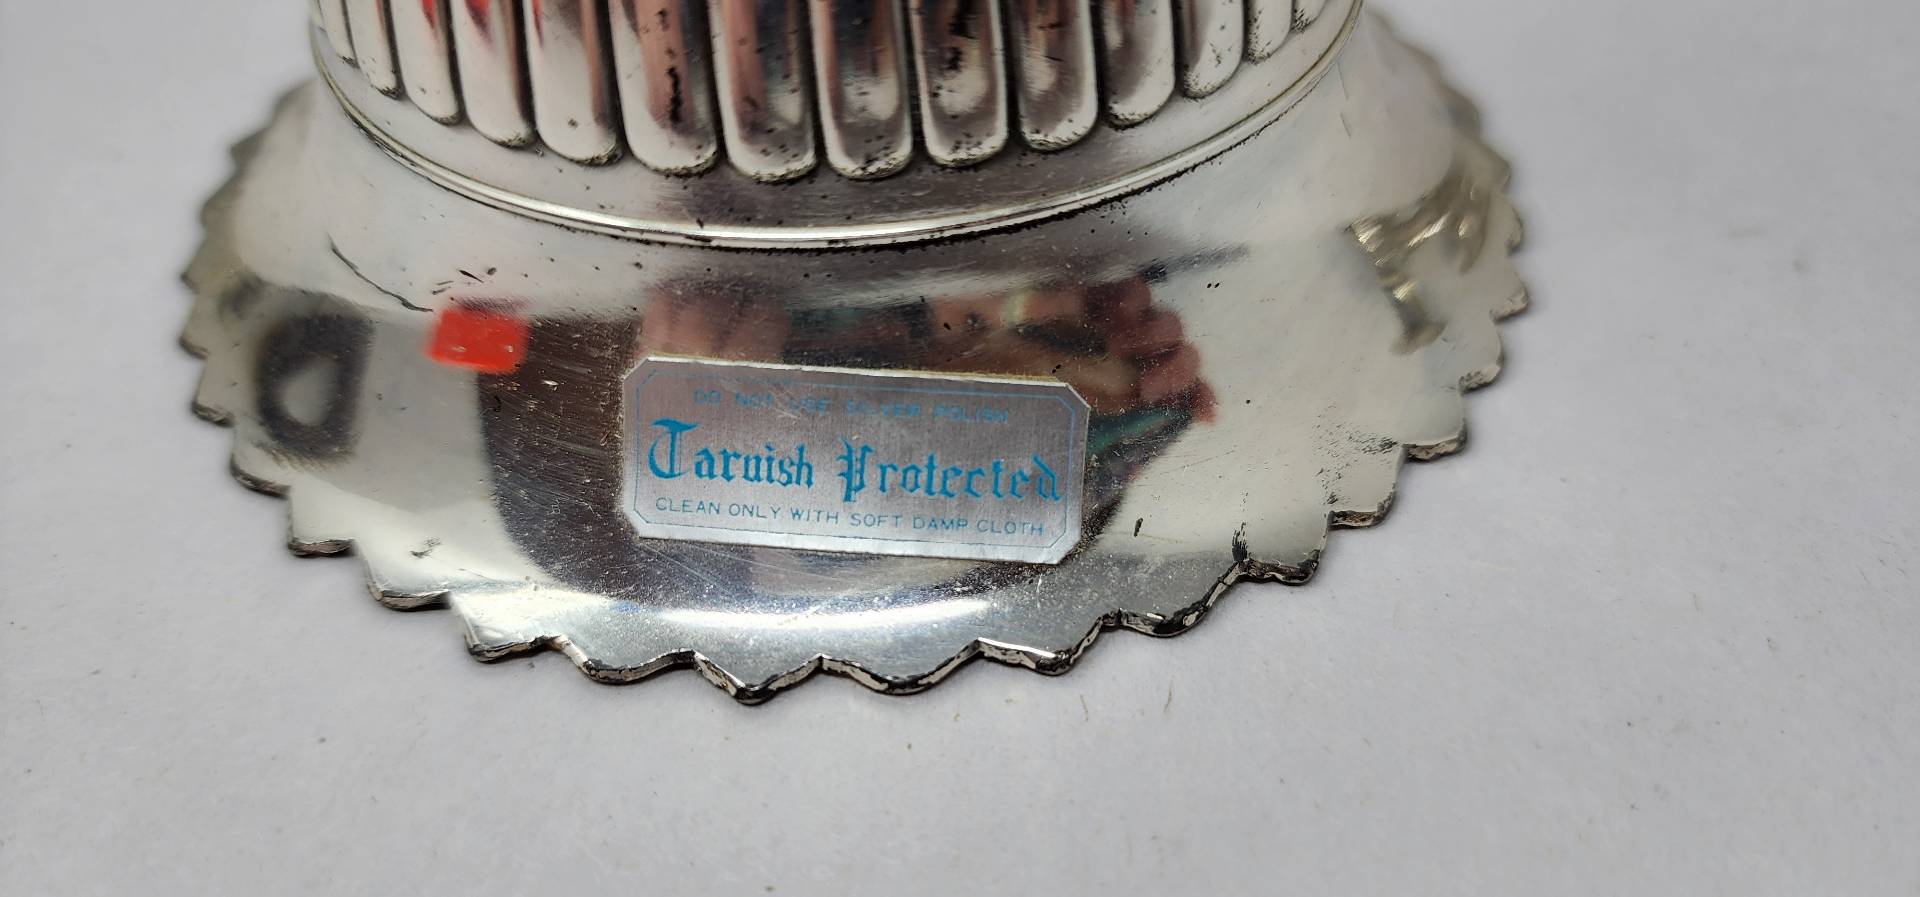 DO NOT USE SILVER POLISH
Tarnish Protected
CLEAN ONLY WITH SOFT DAMP CLOTH